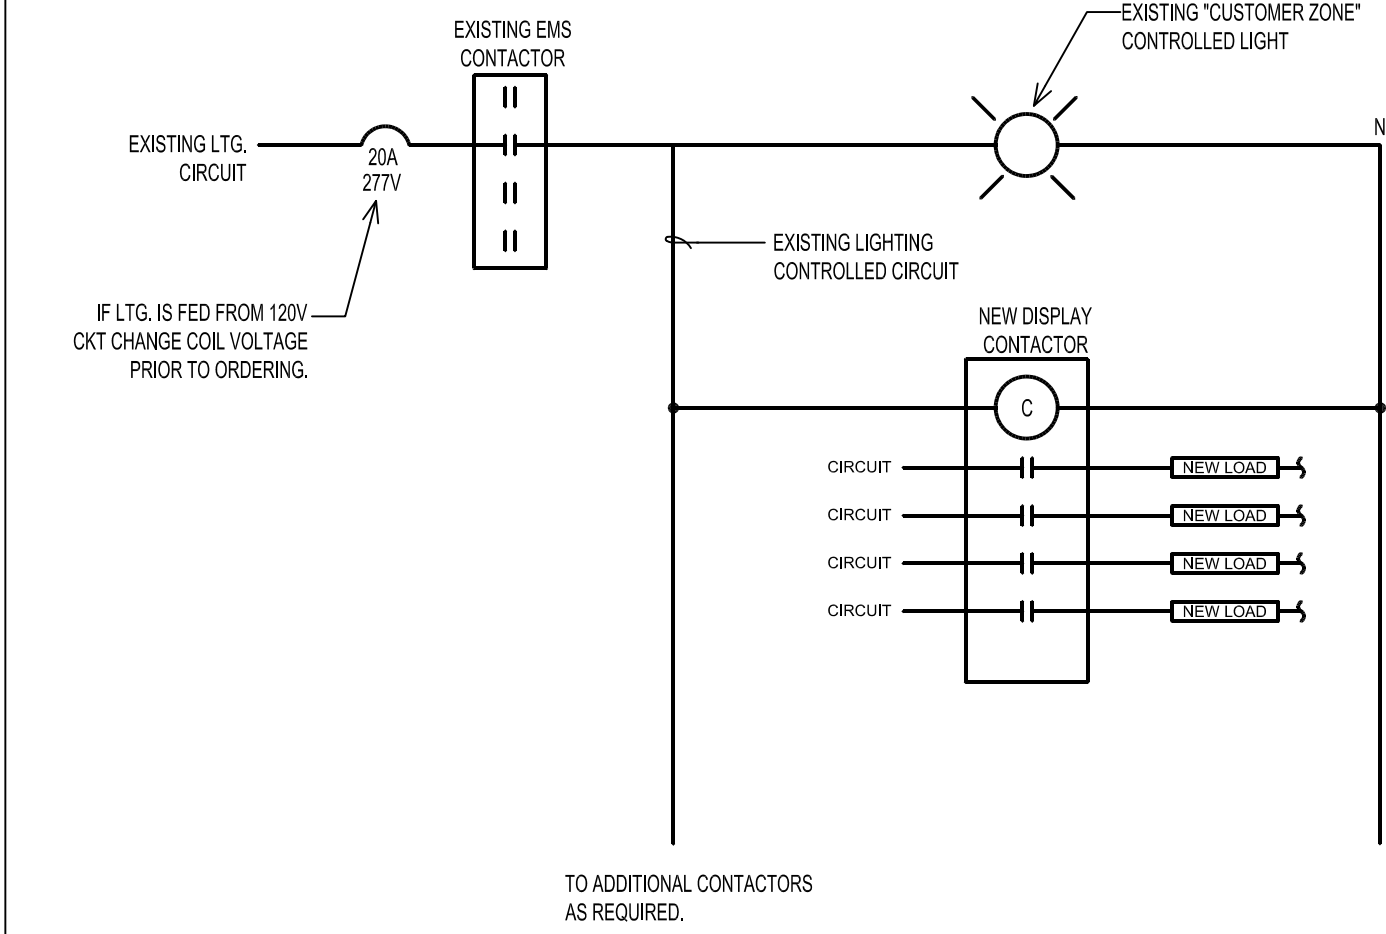 EXISTING "CUSTOMER ZONE"
CONTROLLED LIGHT
EXISTING EMS
CONTACTOR
N
EXISTING LTG.
CIRCUIT
20A
277V
EXISTING LIGHTING
CONTROLLED CIRCUIT
IF LTG. IS FED FROM 120V
CKT CHANGE COIL VOLTAGE
PRIOR TO ORDERING.
NEW DISPLAY
CONTACTOR
C
CIRCUIT NEW LOAD
CIRCUIT NEW LOAD
CIRCUIT NEW LOAD
CIRCUIT NEW LOAD
TO ADDITIONAL CONTACTORS
AS REQUIRED.